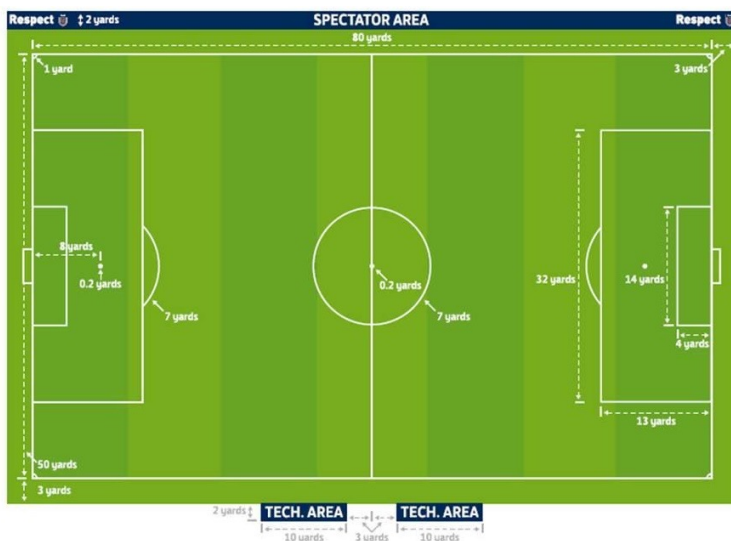 Respect 2 yards SPECTATOR AREA Respect
80 yards
1 yard 3 yards
8 yards
0.2 yards 0.2 yards 32 yards 14 yards
7 yards 7 yards
4 yards
13 yards
50 yards
3 yards
2 yards TECH. AREA TECH. AREA
10 yards 3 yards 10 yards